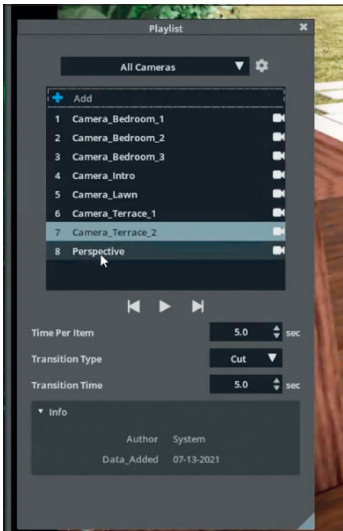 Playlist
All Cameras
Add
1 Camera_Bedroom_1
2 Camera_Bedroom_2
3 Camera_Bedroom_3
4 Camera_Intro
5 Camera_Lawn
6 Camera_Terrace_1
7 Camera_Terrace_2
8 Perspective
Time Per Item 5.0 sec
Transition Type Cut
Transition Time 5.0 sec
Info
Author System
Data_Added 07-13-2021